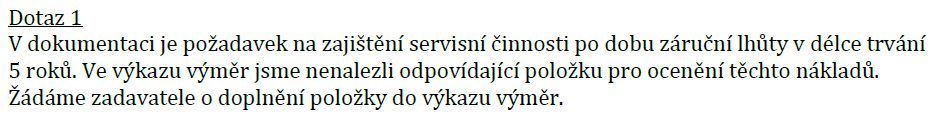 Dotaz 1
V dokumentaci je požadavek na zajištění servisní činnosti po dobu záruční lhůty v délce trvání
5 roků. Ve výkazu výměr jsme nenalezli odpovídající položku pro ocenění těchto nákladů.
Žádáme zadavatele o doplnění položky do výkazu výměr.